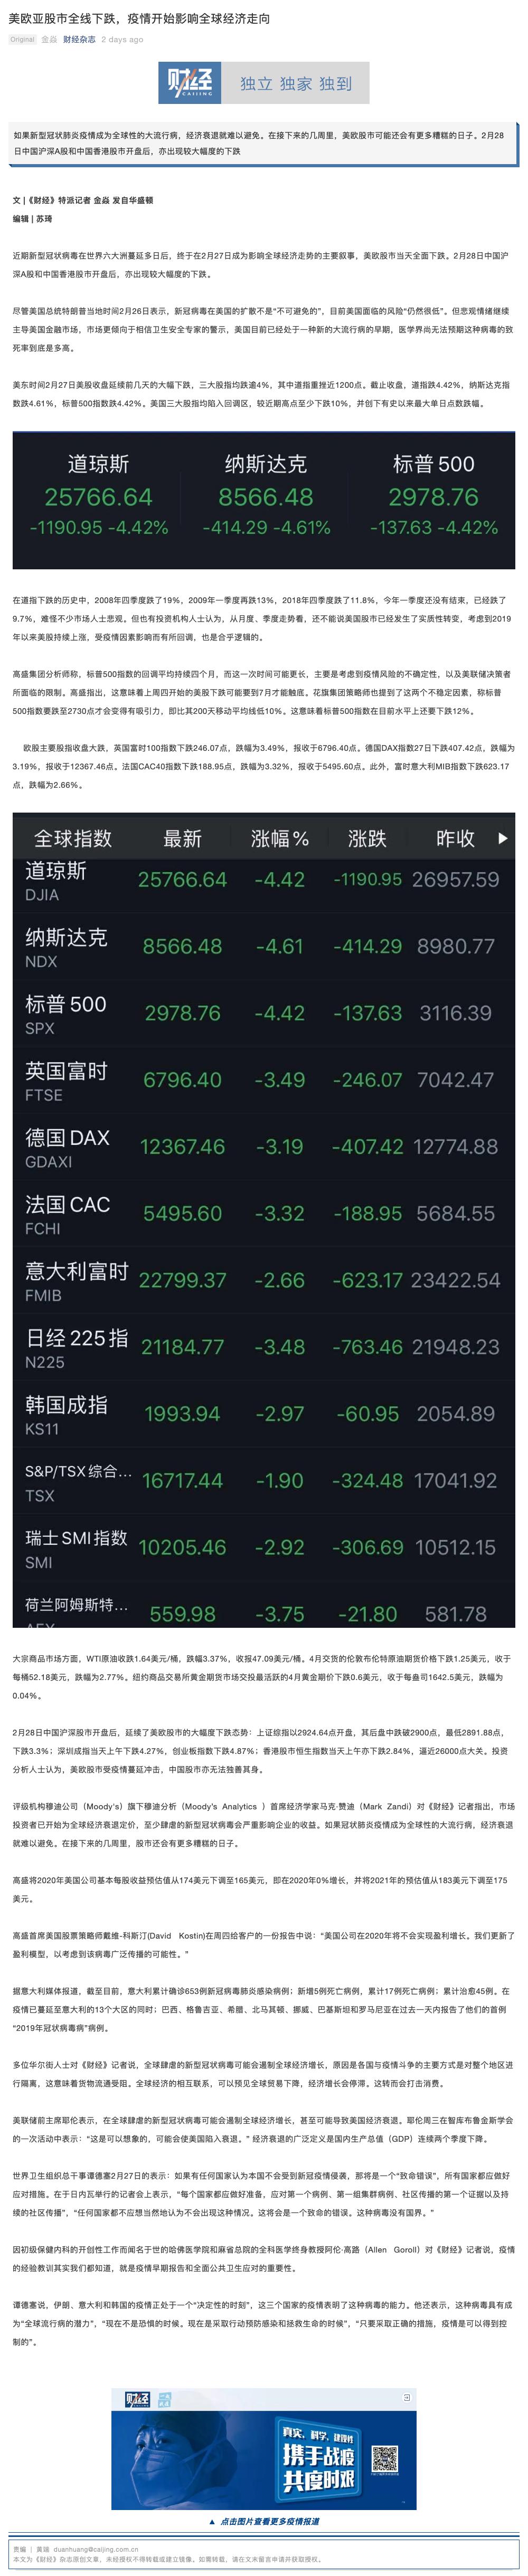 美欧亚股市全线下跌，疫情开始影响全球经济走向
Original 金焱 财经杂志 2 days ago
财经
CAIJING
独立 独家 独到
如果新型冠状肺炎疫情成为全球性的大流行病，经济衰退就难以避免。在接下来的几周里，美欧股市可能还会有更多糟糕的日子。2月28
日中国沪深A股和中国香港股市开盘后，亦出现较大幅度的下跌
文 |《财经》特派记者 金焱 发自华盛顿
编辑 | 苏琦
近期新型冠状病毒在世界六大洲蔓延多日后，终于在2月27日成为影响全球经济走势的主要叙事，美欧股市当天全面下跌。2月28日中国沪
深A股和中国香港股市开盘后，亦出现较大幅度的下跌。
尽管美国总统特朗普当地时间2月26日表示，新冠病毒在美国的扩散不是“不可避免的”，目前美国面临的风险“仍然很低”。但悲观情绪继续
主导美国金融市场，市场更倾向于相信卫生安全专家的警示，美国目前已经处于一种新的大流行病的早期，医学界尚无法预期这种病毒的致
死率到底是多高。
美东时间2月27日美股收盘延续前几天的大幅下跌，三大股指均跌逾4%，其中道指重挫近1200点。截止收盘，道指跌4.42%，纳斯达克指
数跌4.61%，标普500指数跌4.42%。美国三大股指均陷入回调区，较近期高点至少下跌10%，并创下有史以来最大单日点数跌幅。
道琼斯 纳斯达克 标普500
25766.64 8566.48 2978.76
-1190.95 -4.42% -414.29 -4.61% -137.63 -4.42%
在道指下跌的历史中，2008年四季度跌了19%，2009年一季度再跌13%，2018年四季度跌了11.8%，今年一季度还没有结束，已经跌了
9.7%，难怪不少市场人士悲观。但也有投资机构人士认为，从月度、季度走势看，还不能说美国股市已经发生了实质性转变，考虑到2019
年以来美股持续上涨，受疫情因素影响而有所回调，也是合乎逻辑的。
高盛集团分析师称，标普500指数的回调平均持续四个月，而这一次时间可能更长，主要是考虑到疫情风险的不确定性，以及美联储决策者
所面临的限制。高盛指出，这意味着上周四开始的美股下跌可能要到7月才能触底。花旗集团策略师也提到了这两个不稳定因素，称标普
500指数要跌至2730点才会变得有吸引力，即比其200天移动平均线低10%。这意味着标普500指数在目前水平上还要下跌12%。
欧股主要股指收盘大跌，英国富时100指数下跌246.07点，跌幅为3.49%，报收于6796.40点。德国DAX指数27日下跌407.42点，跌幅为
3.19%，报收于12367.46点。法国CAC40指数下跌188.95点，跌幅为3.32%，报收于5495.60点。此外，富时意大利MIB指数下跌623.17
点，跌幅为2.66%。
全球指数 最新 涨幅% 涨跌 昨收
道琼斯 25766.64 -4.42 -1190.95 26957.59
DJIA
纳斯达克 8566.48 -4.61 -414.29 8980.77
NDX
标普500 2978.76 -4.42 -137.63 3116.39
SPX
英国富时 6796.40 -3.49 -246.07 7042.47
FTSE
德国DAX 12367.46 -3.19 -407.42 12774.88
GDAXI
法国CAC 5495.60 -3.32 -188.95 5684.55
FCHI
意大利富时 22799.37 -2.66 -623.17 23422.54
FMIB
日经225指 21184.77 -3.48 -763.46 21948.23
N225
韩国成指 1993.94 -2.97 -60.95 2054.89
KS11
S&P/TSX综合... 16717.44 -1.90 -324.48 17041.92
TSX
瑞士SMI指数 10205.46 -2.92 -306.69 10512.15
SMI
荷兰阿姆斯特... 559.98 -3.75 -21.80 581.78
大宗商品市场方面，WTI原油收跌1.64美元/桶，跌幅3.37%，收报47.09美元/桶。4月交货的伦敦布伦特原油期货价格下跌1.25美元，收于
每桶52.18美元，跌幅为2.77%。纽约商品交易所黄金期货市场交投最活跃的4月黄金期价下跌0.6美元，收于每盎司1642.5美元，跌幅为
0.04%。
2月28日中国沪深股市开盘后，延续了美欧股市的大幅度下跌态势：上证综指以2924.64点开盘，其后盘中跌破2900点，最低2891.88点，
下跌3.3%；深圳成指当天上午下跌4.27%，创业板指数下跌4.87%；香港股市恒生指数当天上午亦下跌2.84%，逼近26000点大关。投资
分析人士认为，美欧股市受疫情蔓延冲击，中国股市亦无法独善其身。
评级机构穆迪公司（Moody's）旗下穆迪分析（Moody's Analytics ）首席经济学家马克·赞迪（Mark Zandi）对《财经》记者指出，市场
投资者已开始为全球经济衰退定价，至少肆虐的新型冠状病毒会严重影响企业的收益。如果冠状肺炎疫情成为全球性的大流行病，经济衰退
就难以避免。在接下来的几周里，股市还会有更多糟糕的日子。
高盛将2020年美国公司基本每股收益预估值从174美元下调至165美元，即在2020年0%增长，并将2021年的预估值从183美元下调至175
美元。
高盛首席美国股票策略师戴维-科斯汀(David Kostin)在周四给客户的一份报告中说：“美国公司在2020年将不会实现盈利增长。我们更新了
盈利模型，以考虑到该病毒广泛传播的可能性。”
据意大利媒体报道，截至目前，意大利累计确诊653例新冠病毒肺炎感染病例；新增5例死亡病例，累计17例死亡病例；累计治愈45例。在
疫情已蔓延至意大利的13个大区的同时；巴西、格鲁吉亚、希腊、北马其顿、挪威、巴基斯坦和罗马尼亚在过去一天内报告了他们的首例
“2019年冠状病毒病”病例。
多位华尔街人士对《财经》记者说，全球肆虐的新型冠状病毒可能会遏制全球经济增长，原因是各国与疫情斗争的主要方式是对整个地区进
行隔离，这意味着货物流通受阻。全球经济的相互联系，可以预见全球贸易下降，经济增长会停滞。这转而会打击消费。
美联储前主席耶伦表示，在全球肆虐的新型冠状病毒可能会遏制全球经济增长，甚至可能导致美国经济衰退。耶伦周三在智库布鲁金斯学会
的一次活动中表示：“这是可以想象的，可能会使美国陷入衰退。” 经济衰退的广泛定义是国内生产总值（GDP）连续两个季度下降。
世界卫生组织总干事谭德塞2月27日的表示：如果有任何国家认为本国不会受到新冠疫情侵袭，那将是一个“致命错误”，所有国家都应做好
应对措施。在于日内瓦举行的记者会上表示，“每个国家都应做好准备，应对第一个病例、第一组集群病例、社区传播的第一个证据以及持
续的社区传播”，“任何国家都不应想当然地认为不会出现这种情况。这将会是一个致命的错误。这种病毒没有国界。”
因初级保健内科的开创性工作而闻名于世的哈佛医学院和麻省总院的全科医学终身教授阿伦·高路（Allen Goroll）对《财经》记者说，疫情
的经验教训其实我们都知道，就是疫情早期报告和全面公共卫生应对的重要性。
谭德塞说，伊朗、意大利和韩国的疫情正处于一个“决定性的时刻”，这三个国家的疫情表明了这种病毒的能力。他还表示，这种病毒具有成
为“全球流行病的潜力”，“现在不是恐惧的时候。现在是采取行动预防感染和拯救生命的时候”，“只要采取正确的措施，疫情是可以得到控
制的”。
财经
真实、科学、建设性
携手战疫
共度时艰
▲ 点击图片查看更多疫情报道
责编 | 黄端 duanhuang@caijing.com.cn
本文为《财经》杂志原创文章，未经授权不得转载或建立镜像。如需转载，请在文末留言申请并获取授权。